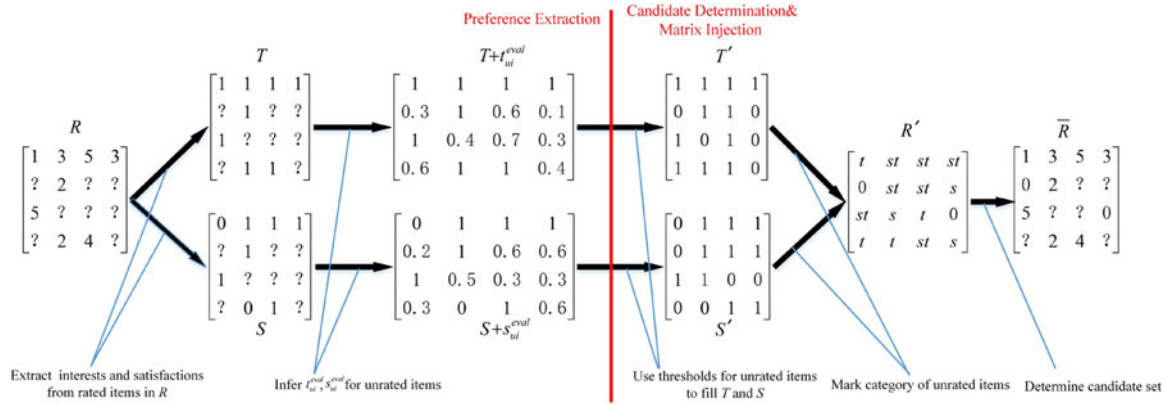 Preference Extraction
Candidate Determination&
Matrix Injection
R
1 3 5 3
? 2 ? ?
5 ? ? ?
? 2 4 ?
T
1 1 1 1
? 1 ? ?
1 ? ? ?
? 1 1 ?
S
0 1 1 1
? 1 ? ?
1 ? ? ?
? 0 1 ?
T+t_{ui}^{eval}
1 1 1 1
0.3 1 0.6 0.1
1 0.4 0.7 0.3
0.6 1 1 0.4
0 1 1 1
0.2 1 0.6 0.6
1 0.5 0.3 0.3
0.3 0 1 0.6
S+s_{ui}^{eval}
T′
1 1 1 1
0 1 1 0
1 0 1 0
1 1 1 0
0 1 1 1
0 1 1 1
1 1 0 0
0 0 1 1
S′
R′
t st st st
0 st st s
st s t 0
t t st s
R̅
1 3 5 3
0 2 ? ?
5 ? ? 0
? 2 4 ?
Extract interests and satisfactions
from rated items in R
Infer t_{ui}^{eval}, s_{ui}^{eval} for unrated items
Use thresholds for unrated items
to fill T and S
Mark category of unrated items
Determine candidate set